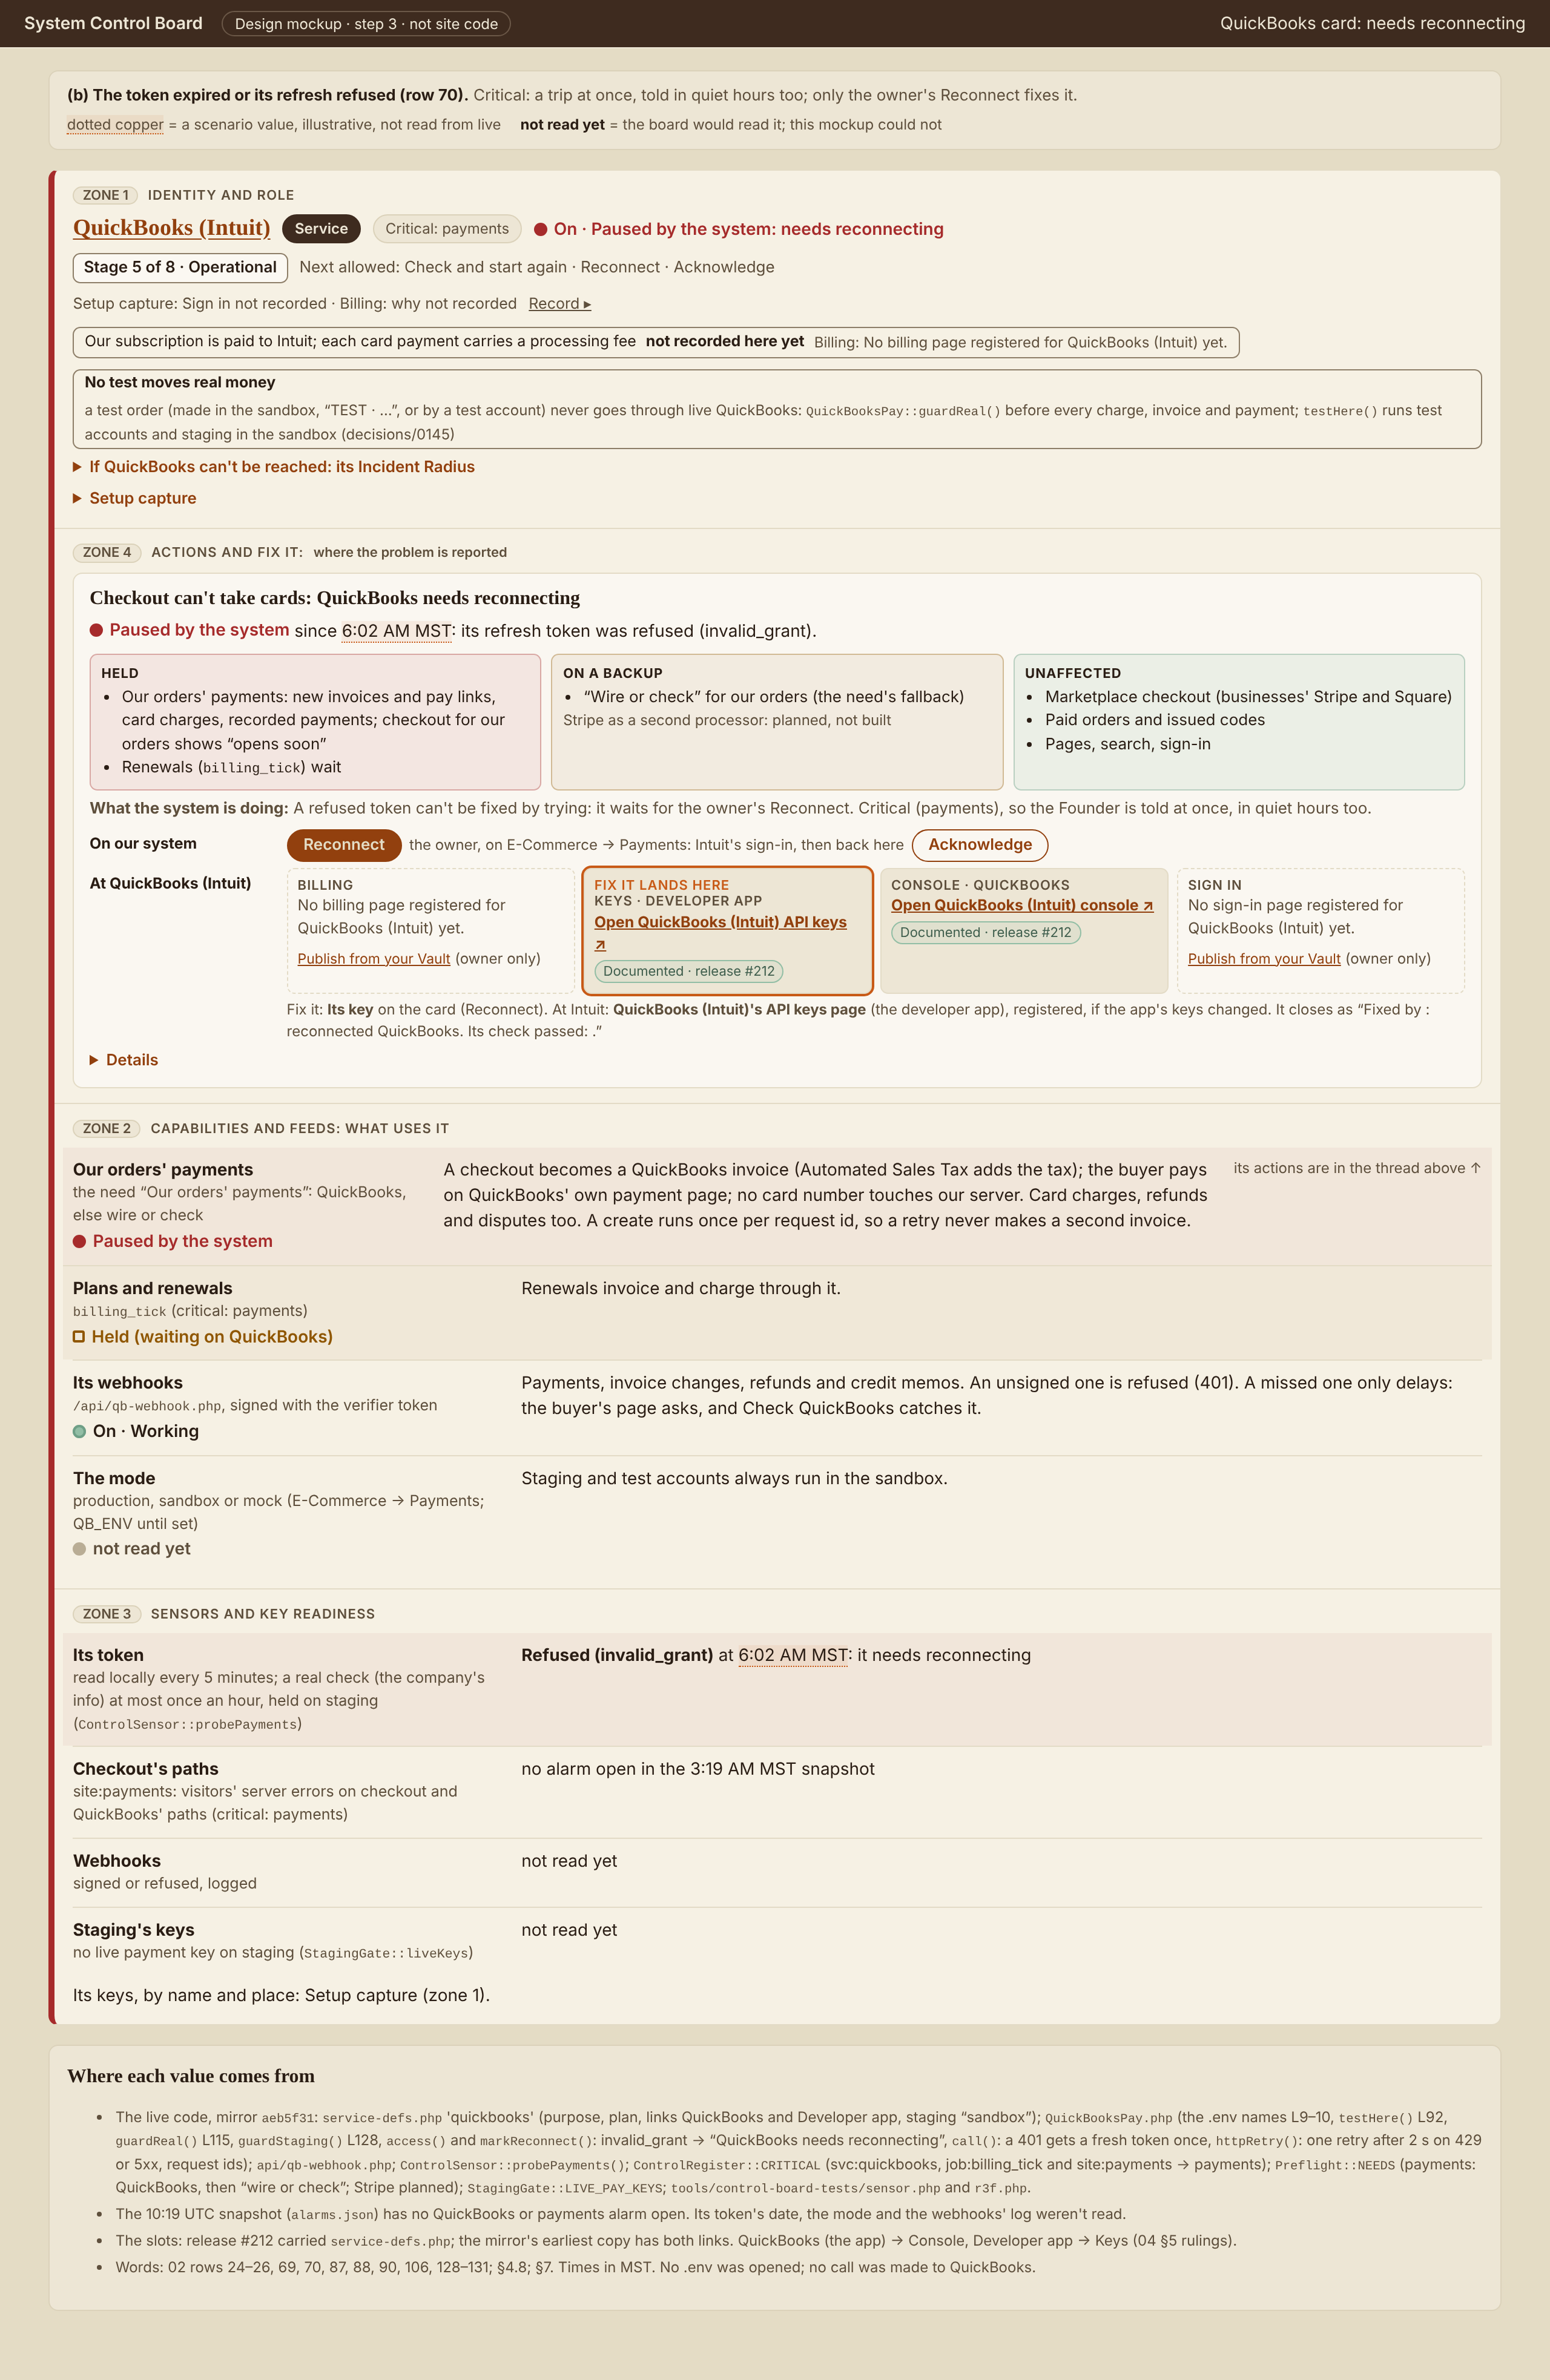 System Control Board
Design mockup · step 3 · not site code
QuickBooks card: needs reconnecting
(b) The token expired or its refresh refused (row 70). Critical: a trip at once, told in quiet hours too; only the owner's Reconnect fixes it.
dotted copper = a scenario value, illustrative, not read from live not read yet = the board would read it; this mockup could not
ZONE 1 IDENTITY AND ROLE
QuickBooks (Intuit) Service Critical: payments On · Paused by the system: needs reconnecting
Stage 5 of 8 · Operational Next allowed: Check and start again · Reconnect · Acknowledge
Setup capture: Sign in not recorded · Billing: why not recorded Record ▸
Our subscription is paid to Intuit; each card payment carries a processing fee not recorded here yet Billing: No billing page registered for QuickBooks (Intuit) yet.
No test moves real money
a test order (made in the sandbox, “TEST · …”, or by a test account) never goes through live QuickBooks: QuickBooksPay::guardReal() before every charge, invoice and payment; testHere() runs test
accounts and staging in the sandbox (decisions/0145)
▶ If QuickBooks can't be reached: its Incident Radius
▶ Setup capture
ZONE 4 ACTIONS AND FIX IT: where the problem is reported
Checkout can't take cards: QuickBooks needs reconnecting
Paused by the system since 6:02 AM MST: its refresh token was refused (invalid_grant).
HELD
• Our orders' payments: new invoices and pay links,
card charges, recorded payments; checkout for our
orders shows “opens soon”
• Renewals (billing_tick) wait
ON A BACKUP
• “Wire or check” for our orders (the need's fallback)
Stripe as a second processor: planned, not built
UNAFFECTED
• Marketplace checkout (businesses' Stripe and Square)
• Paid orders and issued codes
• Pages, search, sign-in
What the system is doing: A refused token can't be fixed by trying: it waits for the owner's Reconnect. Critical (payments), so the Founder is told at once, in quiet hours too.
On our system Reconnect the owner, on E-Commerce → Payments: Intuit's sign-in, then back here Acknowledge
At QuickBooks (Intuit)
BILLING
No billing page registered for
QuickBooks (Intuit) yet.
Publish from your Vault (owner only)
FIX IT LANDS HERE
KEYS · DEVELOPER APP
Open QuickBooks (Intuit) API keys
↗
Documented · release #212
CONSOLE · QUICKBOOKS
Open QuickBooks (Intuit) console ↗
Documented · release #212
SIGN IN
No sign-in page registered for
QuickBooks (Intuit) yet.
Publish from your Vault (owner only)
Fix it: Its key on the card (Reconnect). At Intuit: QuickBooks (Intuit)'s API keys page (the developer app), registered, if the app's keys changed. It closes as “Fixed by :
reconnected QuickBooks. Its check passed: .”
▶ Details
ZONE 2 CAPABILITIES AND FEEDS: WHAT USES IT
Our orders' payments
the need “Our orders' payments”: QuickBooks,
else wire or check
Paused by the system
A checkout becomes a QuickBooks invoice (Automated Sales Tax adds the tax); the buyer pays
on QuickBooks' own payment page; no card number touches our server. Card charges, refunds
and disputes too. A create runs once per request id, so a retry never makes a second invoice.
its actions are in the thread above ↑
Plans and renewals
billing_tick (critical: payments)
Held (waiting on QuickBooks)
Renewals invoice and charge through it.
Its webhooks
/api/qb-webhook.php, signed with the verifier token
On · Working
Payments, invoice changes, refunds and credit memos. An unsigned one is refused (401). A missed one only delays:
the buyer's page asks, and Check QuickBooks catches it.
The mode
production, sandbox or mock (E-Commerce → Payments;
QB_ENV until set)
not read yet
Staging and test accounts always run in the sandbox.
ZONE 3 SENSORS AND KEY READINESS
Its token
read locally every 5 minutes; a real check (the company's
info) at most once an hour, held on staging
(ControlSensor::probePayments)
Refused (invalid_grant) at 6:02 AM MST: it needs reconnecting
Checkout's paths
site:payments: visitors' server errors on checkout and
QuickBooks' paths (critical: payments)
no alarm open in the 3:19 AM MST snapshot
Webhooks
signed or refused, logged
not read yet
Staging's keys
no live payment key on staging (StagingGate::liveKeys)
not read yet
Its keys, by name and place: Setup capture (zone 1).
Where each value comes from
• The live code, mirror aeb5f31: service-defs.php 'quickbooks' (purpose, plan, links QuickBooks and Developer app, staging “sandbox”); QuickBooksPay.php (the .env names L9–10, testHere() L92,
guardReal() L115, guardStaging() L128, access() and markReconnect(): invalid_grant → “QuickBooks needs reconnecting”, call(): a 401 gets a fresh token once, httpRetry(): one retry after 2 s on 429
or 5xx, request ids); api/qb-webhook.php; ControlSensor::probePayments(); ControlRegister::CRITICAL (svc:quickbooks, job:billing_tick and site:payments → payments); Preflight::NEEDS (payments:
QuickBooks, then “wire or check”; Stripe planned); StagingGate::LIVE_PAY_KEYS; tools/control-board-tests/sensor.php and r3f.php.
• The 10:19 UTC snapshot (alarms.json) has no QuickBooks or payments alarm open. Its token's date, the mode and the webhooks' log weren't read.
• The slots: release #212 carried service-defs.php; the mirror's earliest copy has both links. QuickBooks (the app) → Console, Developer app → Keys (04 §5 rulings).
• Words: 02 rows 24–26, 69, 70, 87, 88, 90, 106, 128–131; §4.8; §7. Times in MST. No .env was opened; no call was made to QuickBooks.